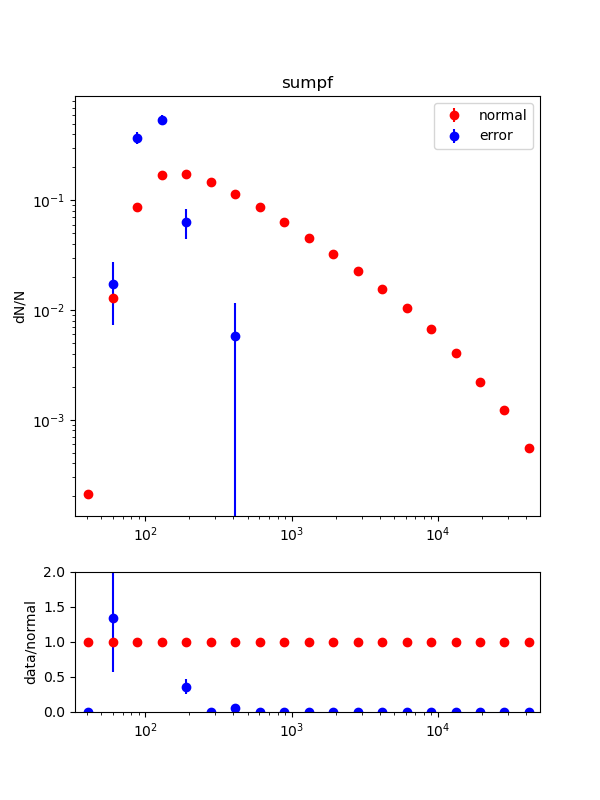 sumpf
normal
error
dN/N
10⁻¹
10⁻²
10⁻³
10² 10³ 10⁴
data/normal
2.0
1.5
1.0
0.5
0.0
10² 10³ 10⁴